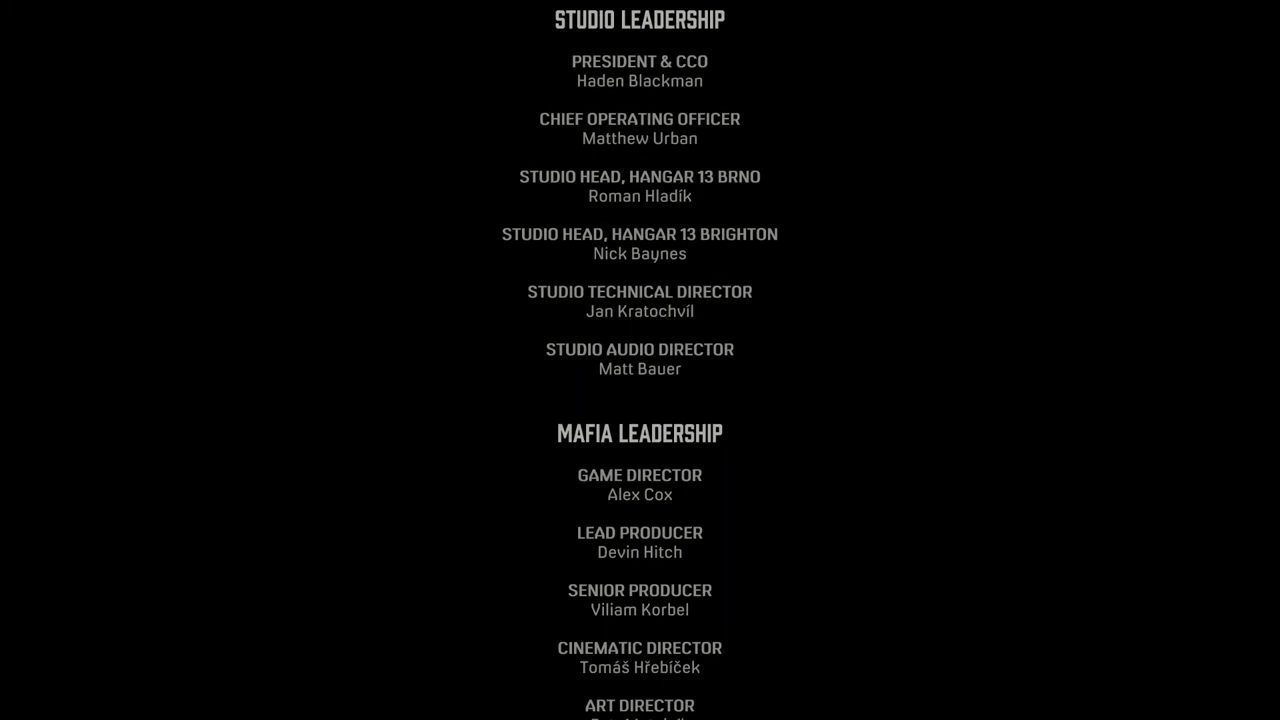 STUDIO LEADERSHIP
PRESIDENT & CCO
Haden Blackman
CHIEF OPERATING OFFICER
Matthew Urban
STUDIO HEAD, HANGAR 13 BRNO
Roman Hladík
STUDIO HEAD, HANGAR 13 BRIGHTON
Nick Baynes
STUDIO TECHNICAL DIRECTOR
Jan Kratochvíl
STUDIO AUDIO DIRECTOR
Matt Bauer
MAFIA LEADERSHIP
GAME DIRECTOR
Alex Cox
LEAD PRODUCER
Devin Hitch
SENIOR PRODUCER
Viliam Korbel
CINEMATIC DIRECTOR
Tomáš Hřebíček
ART DIRECTOR